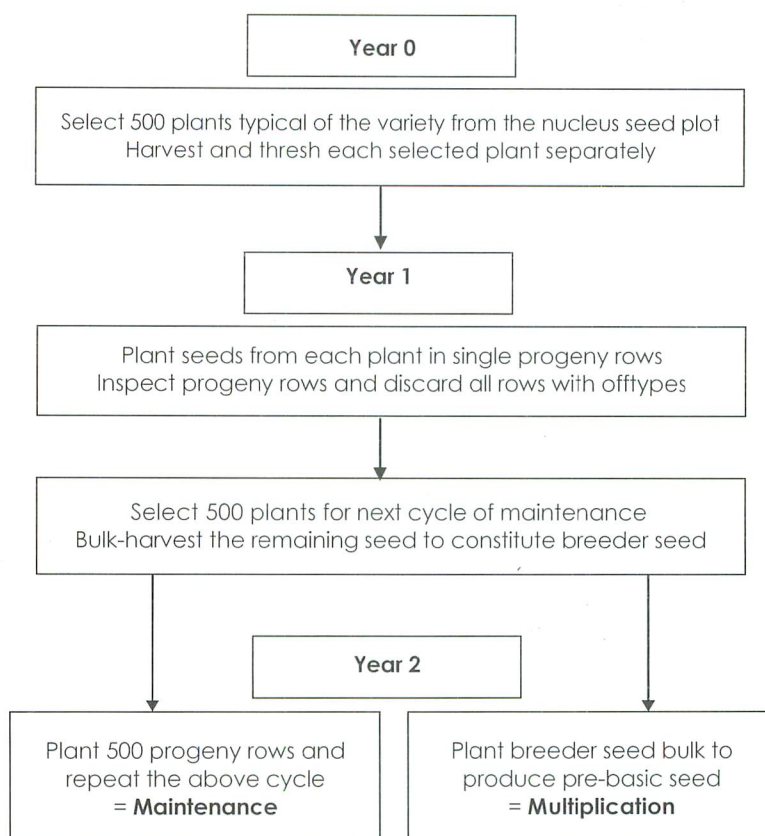 Year 0
Select 500 plants typical of the variety from the nucleus seed plot
Harvest and thresh each selected plant separately
Year 1
Plant seeds from each plant in single progeny rows
Inspect progeny rows and discard all rows with offtypes
Select 500 plants for next cycle of maintenance
Bulk-harvest the remaining seed to constitute breeder seed
Year 2
Plant 500 progeny rows and
repeat the above cycle
= Maintenance
Plant breeder seed bulk to
produce pre-basic seed
= Multiplication